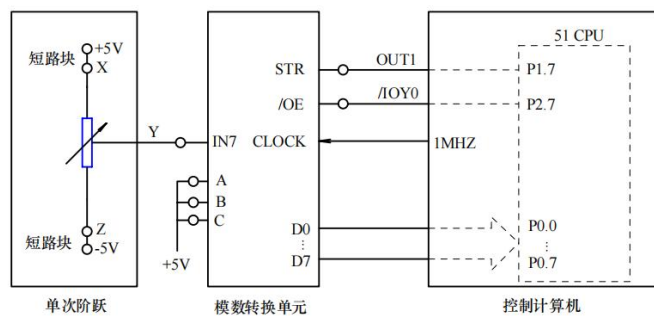 短路块
+5V
X
Y
Z
短路块
-5V
单次阶跃
STR
/OE
IN7
CLOCK
A
B
C
+5V
D0
⋮
D7
模数转换单元
OUT1
/IOY0
1MHZ
51 CPU
P1.7
P2.7
P0.0
⋮
P0.7
控制计算机